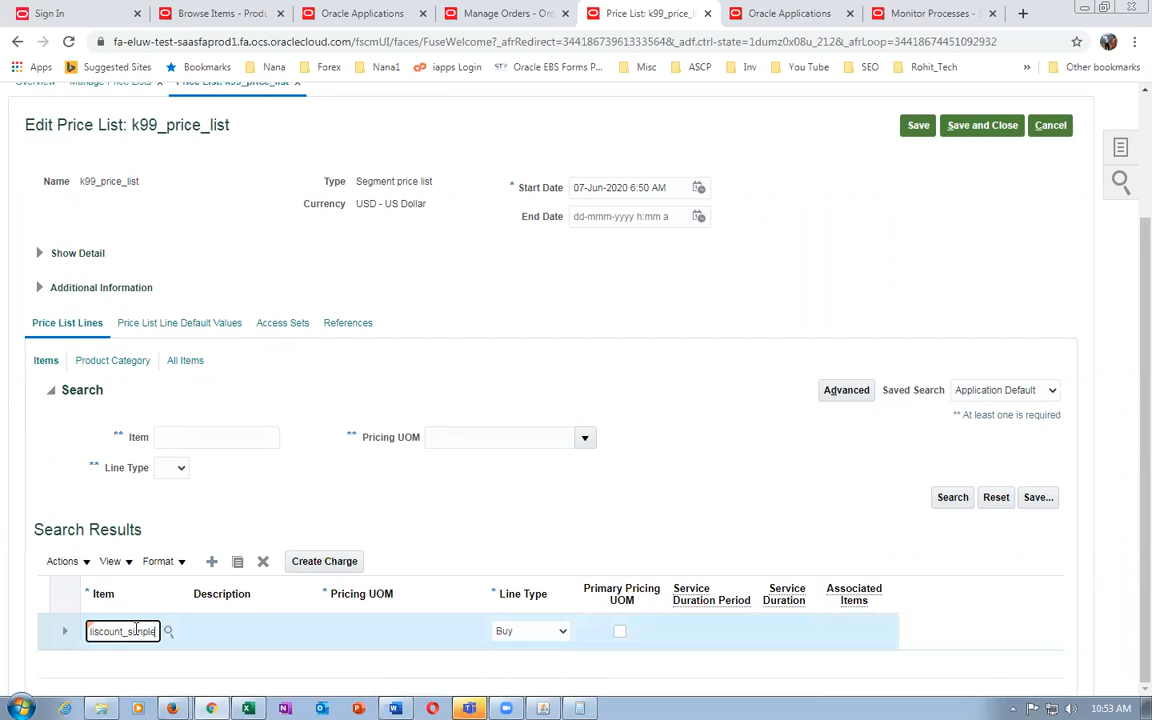 Sign In
Browse Items - Produ
Oracle Applications
Manage Orders - Ora
Price List: k99_price_li
Oracle Applications
Monitor Processes - S
fa-eluw-test-saasfaprod1.fa.ocs.oraclecloud.com/fscmUI/faces/FuseWelcome?_afrRedirect=344186739613335648&_adf.ctrl-state=1dumz0x08u_212&_afrLoop=34418674451092932
Apps Suggested Sites Bookmarks Nana Forex Nana1 iapps Login Oracle EBS Forms P... Misc ASCP Inv You Tube SEO Rohit_Tech » Other bookmarks
Overview Manage Price Lists Price List: k99_price_list
Edit Price List: k99_price_list
Save Save and Close Cancel
Name k99_price_list Type Segment price list * Start Date 07-Jun-2020 6:50 AM
Currency USD - US Dollar End Date dd-mmm-yyyy h:mm a
Show Detail
Additional Information
Price List Lines Price List Line Default Values Access Sets References
Items Product Category All Items
Search Advanced Saved Search Application Default
** At least one is required
** Item ** Pricing UOM
** Line Type
Search Reset Save...
Search Results
Actions View Format Create Charge
* Item Description * Pricing UOM * Line Type Primary Pricing UOM Service Duration Period Service Duration Associated Items
iscount_simple Buy
10:53 AM